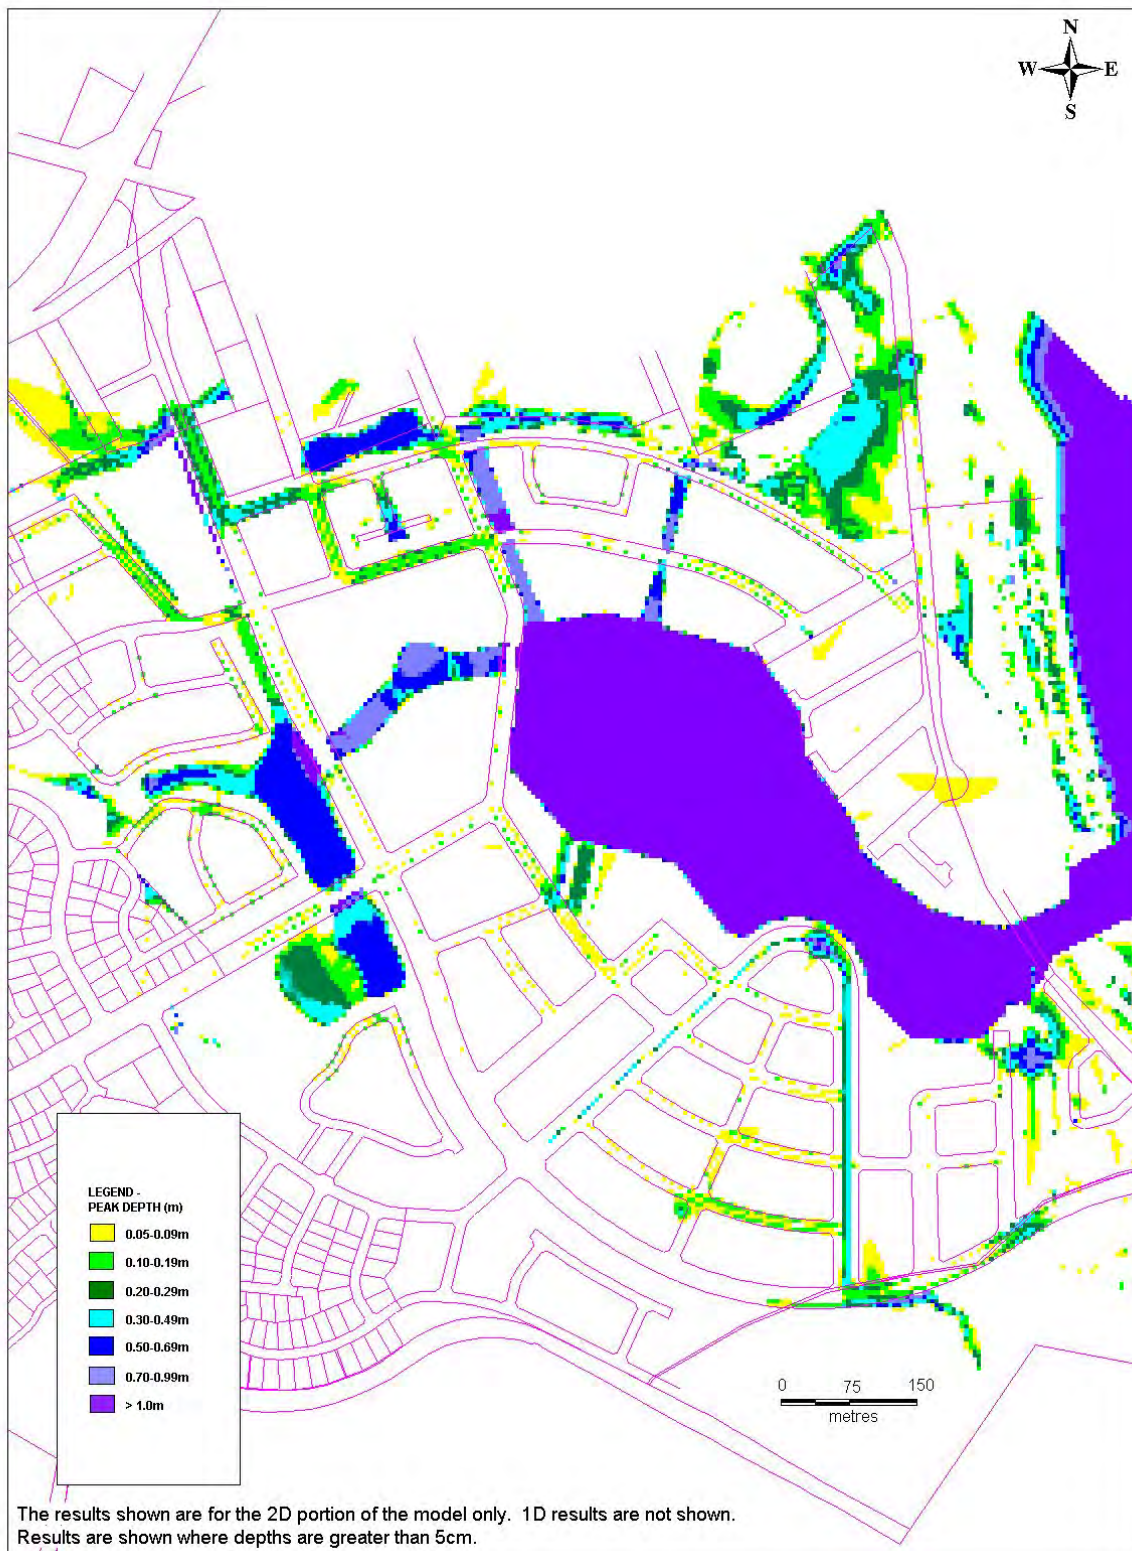 N
W E
S
LEGEND -
PEAK DEPTH (m)
0.05-0.09m
0.10-0.19m
0.20-0.29m
0.30-0.49m
0.50-0.69m
0.70-0.99m
> 1.0m
0 75 150
metres
The results shown are for the 2D portion of the model only. 1D results are not shown.
Results are shown where depths are greater than 5cm.